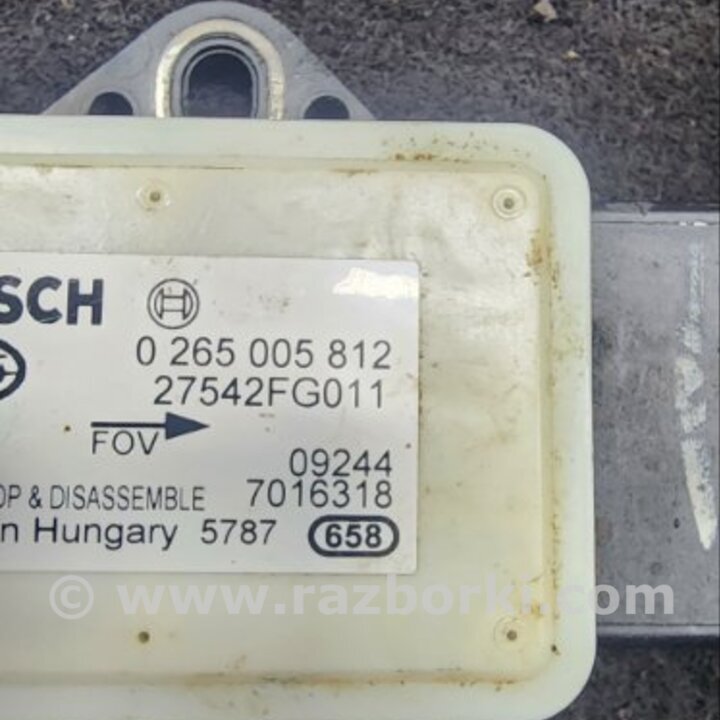 SCH
0 265 005 812
27542FG011
FOV
09244
OP & DISASSEMBLE 7016318
n Hungary 5787 658
© www.razborki.com